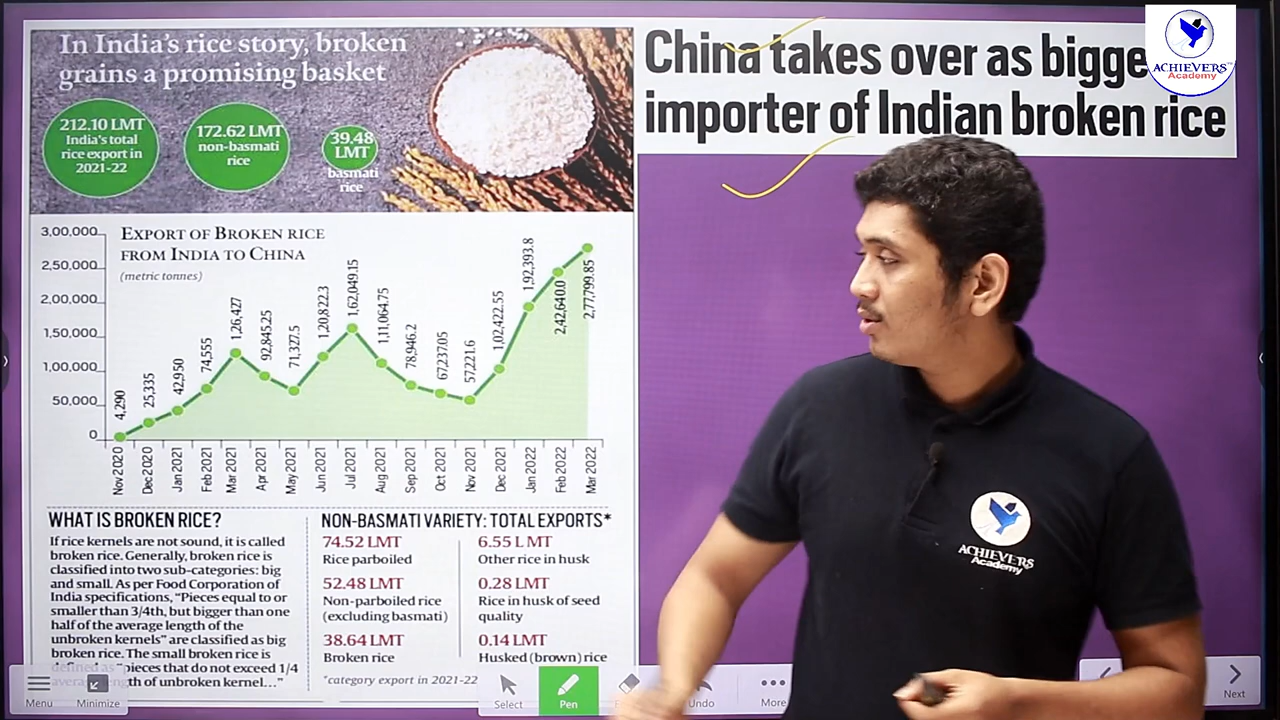 In India's rice story, broken
grains a promising basket
212.10 LMT
India's total
rice export in
2021-22
172.62 LMT
non-basmati
rice
39.48
LMT
basmati
rice
China takes over as bigge
importer of Indian broken rice
ACHIEVERS
Academy
EXPORT OF BROKEN RICE
FROM INDIA TO CHINA
(metric tonnes)
3,00,000
2,50,000
2,00,000
1,50,000
1,00,000
50,000
0
4,290
25,335
42,950
74,555
1,26,427
92,845.25
71,327.5
1,20,822.3
1,62,049.15
1,11,064.75
78,946.2
67,237.05
57,221.6
1,02,422.55
1,92,393.8
2,42,640.0
2,77,799.85
Nov 2020
Dec 2020
Jan 2021
Feb 2021
Mar 2021
Apr 2021
May 2021
Jun 2021
Jul 2021
Aug 2021
Sep 2021
Oct 2021
Nov 2021
Dec 2021
Jan 2022
Feb 2022
Mar 2022
WHAT IS BROKEN RICE?
If rice kernels are not sound, it is called
broken rice. Generally, broken rice is
classified into two sub-categories: big
and small. As per Food Corporation of
India specifications, "Pieces equal to or
smaller than 3/4th, but bigger than one
half of the average length of the
unbroken kernels" are classified as big
broken rice. The small broken rice is
defined as "pieces that do not exceed 1/4
average length of unbroken kernel..."
NON-BASMATI VARIETY: TOTAL EXPORTS*
74.52 LMT
Rice parboiled
52.48 LMT
Non-parboiled rice
(excluding basmati)
38.64 LMT
Broken rice
6.55 LMT
Other rice in husk
0.28 LMT
Rice in husk of seed
quality
0.14 LMT
Husked (brown) rice
*category export in 2021-22
ACHIEVERS
Academy
Menu
Minimize
Select
Pen
Undo
More
Next